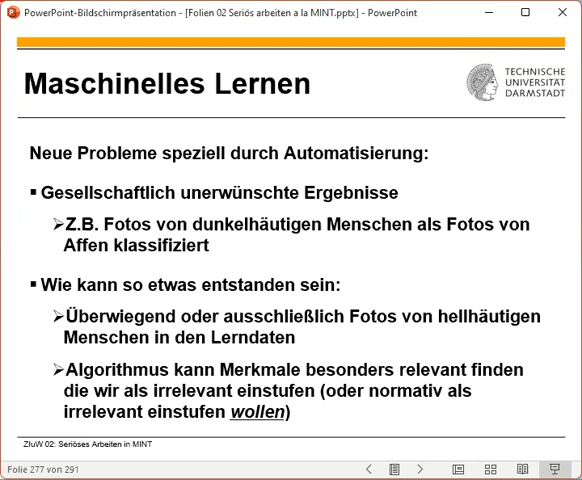 PowerPoint-Bildschirmpräsentation - [Folien 02 Seriös arbeiten a la MINT.pptx] - PowerPoint
Maschinelles Lernen
TECHNISCHE
UNIVERSITÄT
DARMSTADT
Neue Probleme speziell durch Automatisierung:
▪ Gesellschaftlich unerwünschte Ergebnisse
➢Z.B. Fotos von dunkelhäutigen Menschen als Fotos von
Affen klassifiziert
▪ Wie kann so etwas entstanden sein:
➢Überwiegend oder ausschließlich Fotos von hellhäutigen
Menschen in den Lerndaten
➢Algorithmus kann Merkmale besonders relevant finden
die wir als irrelevant einstufen (oder normativ als
irrelevant einstufen wollen)
ZIuW 02: Seriöses Arbeiten in MINT
Folie 277 von 291